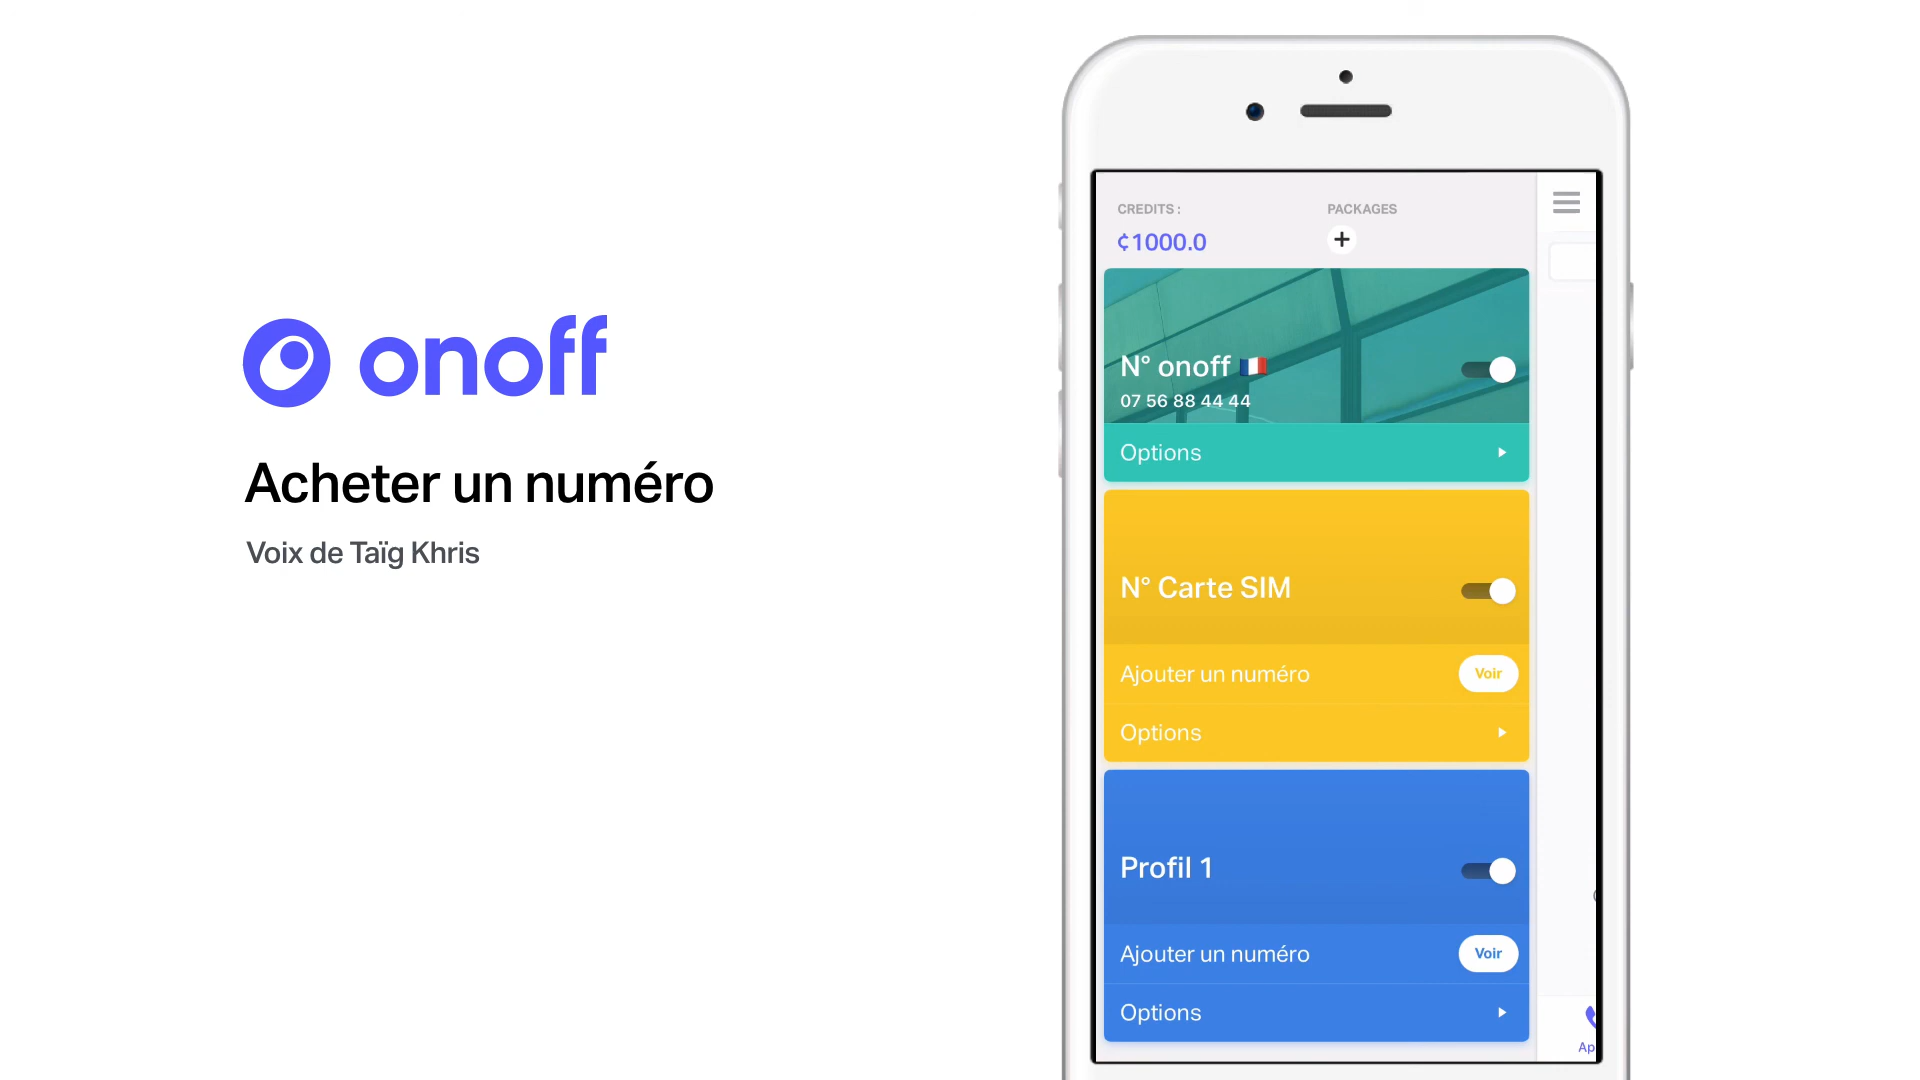 onoff
Acheter un numéro
Voix de Taïg Khris
CREDITS :
PACKAGES
¢1000.0
N° onoff
07 56 88 44 44
Options
N° Carte SIM
Ajouter un numéro
Voir
Options
Profil 1
Ajouter un numéro
Voir
Options
Ap